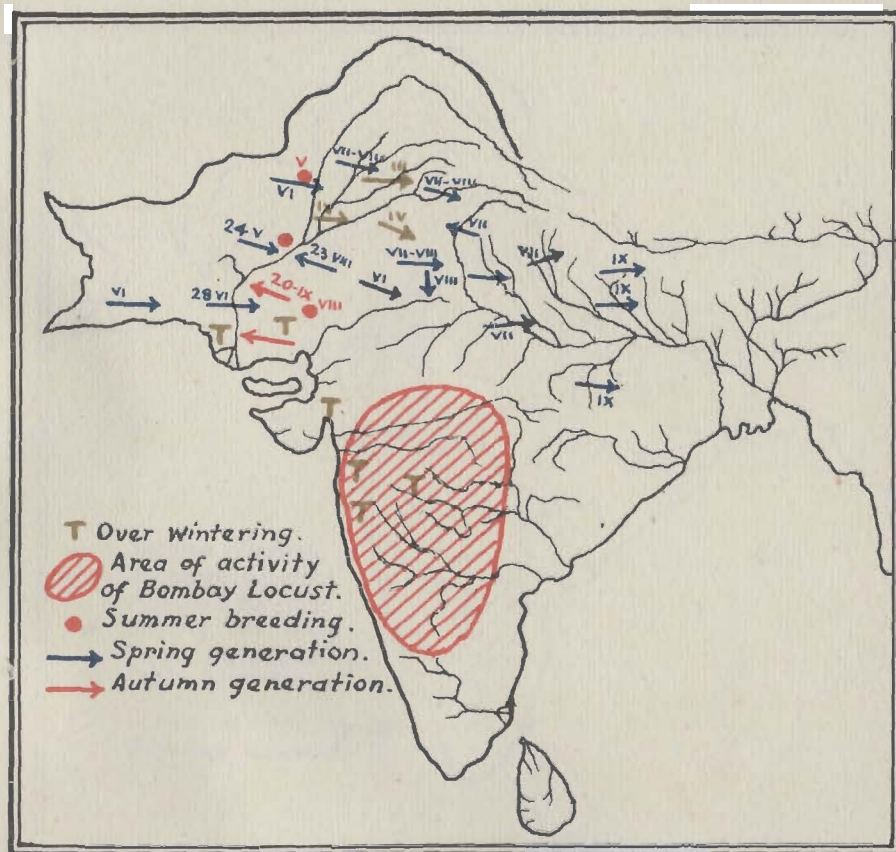 V
VII-VIII
III
VI
VII-VIII
IX
IV
24-V
VII
23 VIII
VII-VIII
VII
20-IX
VI
VIII
IX
VI
28 VI
VIII
IX
VII
IX
T Over wintering.
Area of activity
of Bombay Locust.
Summer breeding.
Spring generation.
Autumn generation.
T
T
T
T
T
T